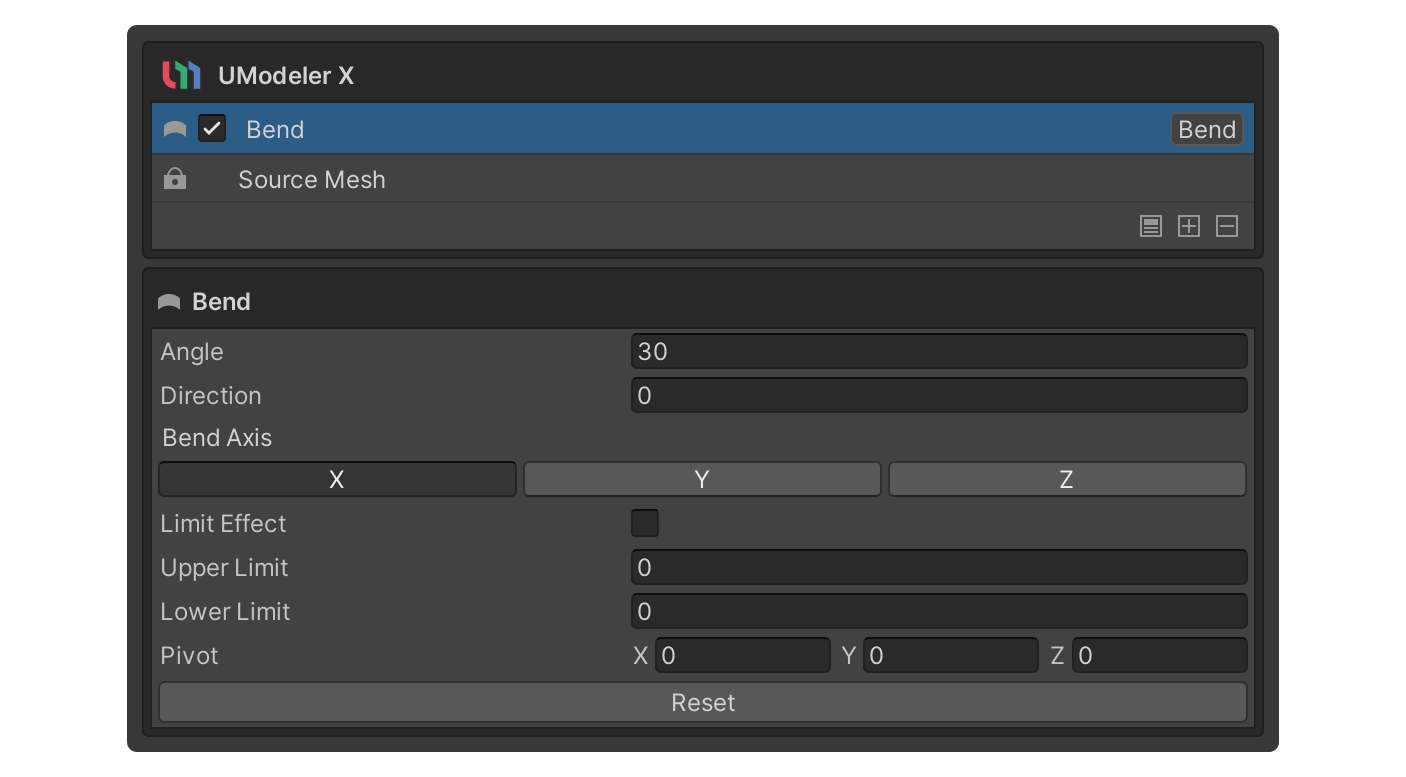 UModeler X
Bend Bend
Source Mesh
Bend
Angle 30
Direction 0
Bend Axis
X Y Z
Limit Effect
Upper Limit 0
Lower Limit 0
Pivot X 0 Y 0 Z 0
Reset